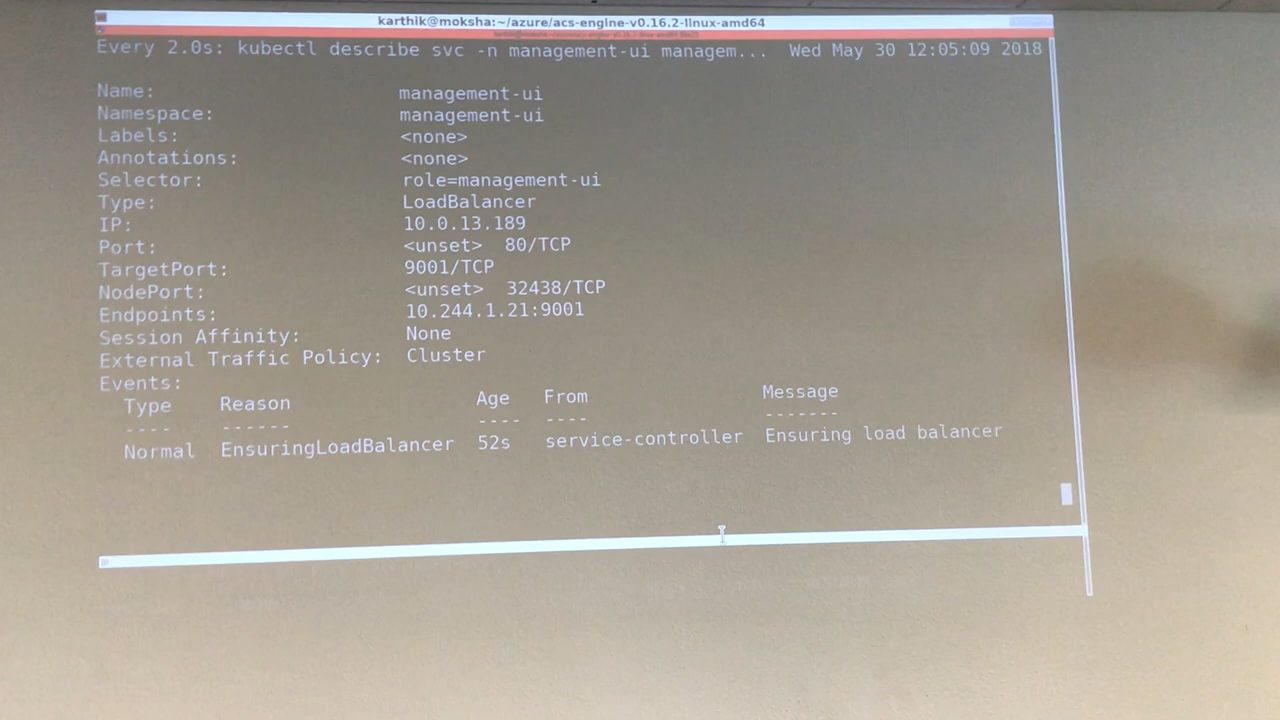 karthik@moksha:~/azure/acs-engine-v0.16.2-linux-amd64
Every 2.0s: kubectl describe svc -n management-ui managem... Wed May 30 12:05:09 2018
Name: management-ui
Namespace: management-ui
Labels: <none>
Annotations: <none>
Selector: role=management-ui
Type: LoadBalancer
IP: 10.0.13.189
Port: <unset> 80/TCP
TargetPort: 9001/TCP
NodePort: <unset> 32438/TCP
Endpoints: 10.244.1.21:9001
Session Affinity: None
External Traffic Policy: Cluster
Events:
Type Reason Age From Message
---- ------ ---- ---- -------
Normal EnsuringLoadBalancer 52s service-controller Ensuring load balancer